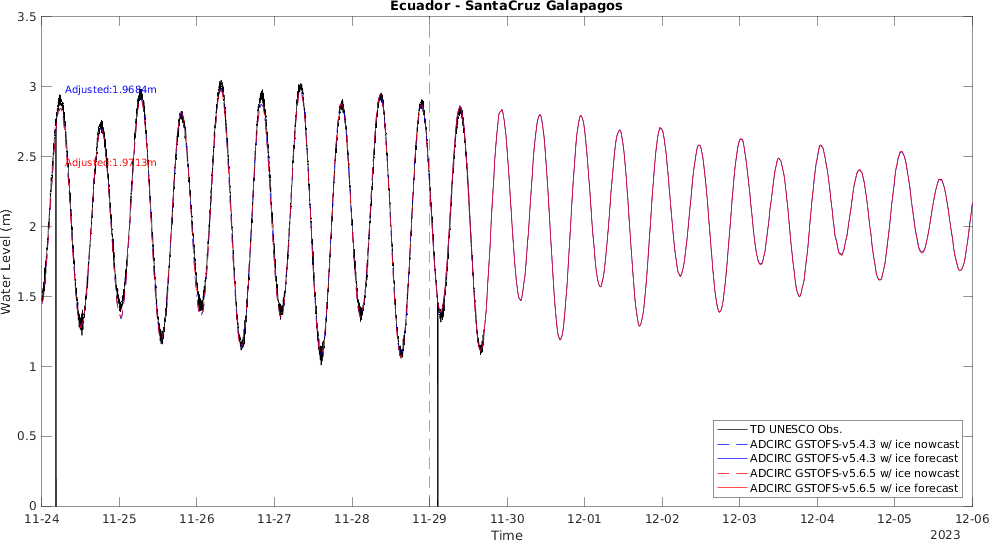 Ecuador - SantaCruz Galapagos
3.5
3
2.5
2
1.5
1
0.5
0
Water Level (m)
Adjusted:1.9684m
Adjusted:1.9713m
TD UNESCO Obs.
ADCIRC GSTOFS-v5.4.3 w/ ice nowcast
ADCIRC GSTOFS-v5.4.3 w/ ice forecast
ADCIRC GSTOFS-v5.6.5 w/ ice nowcast
ADCIRC GSTOFS-v5.6.5 w/ ice forecast
11-24 11-25 11-26 11-27 11-28 11-29 11-30 12-01 12-02 12-03 12-04 12-05 12-06
Time
2023